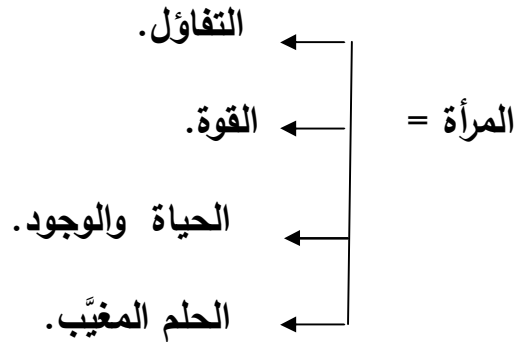 التفاؤل.
المرأة = القوة.
الحياة والوجود.
الحلم المغيَّب.